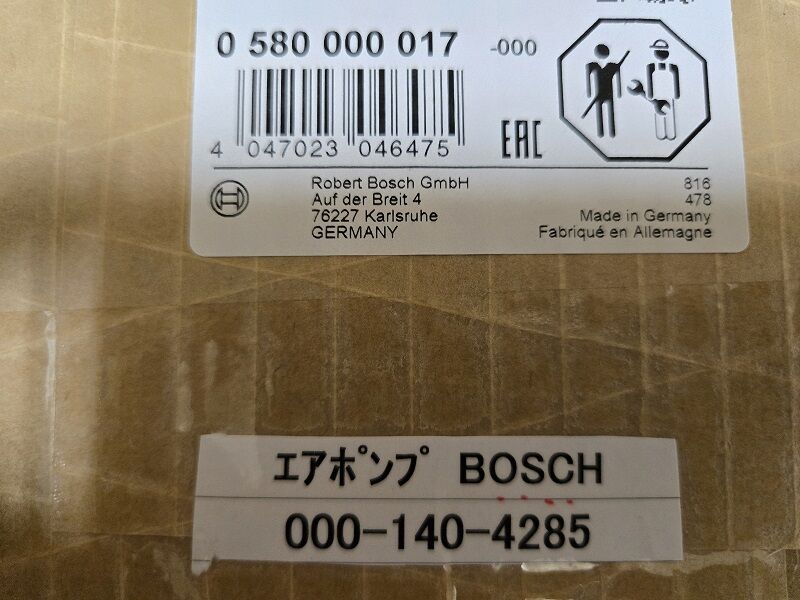 0 580 000 017 -000
4 047023 046475
EAC
Robert Bosch GmbH 816
Auf der Breit 4 478
76227 Karlsruhe Made in Germany
GERMANY Fabriqué en Allemagne
ｴｱﾎﾟﾝﾌﾟ BOSCH
000-140-4285